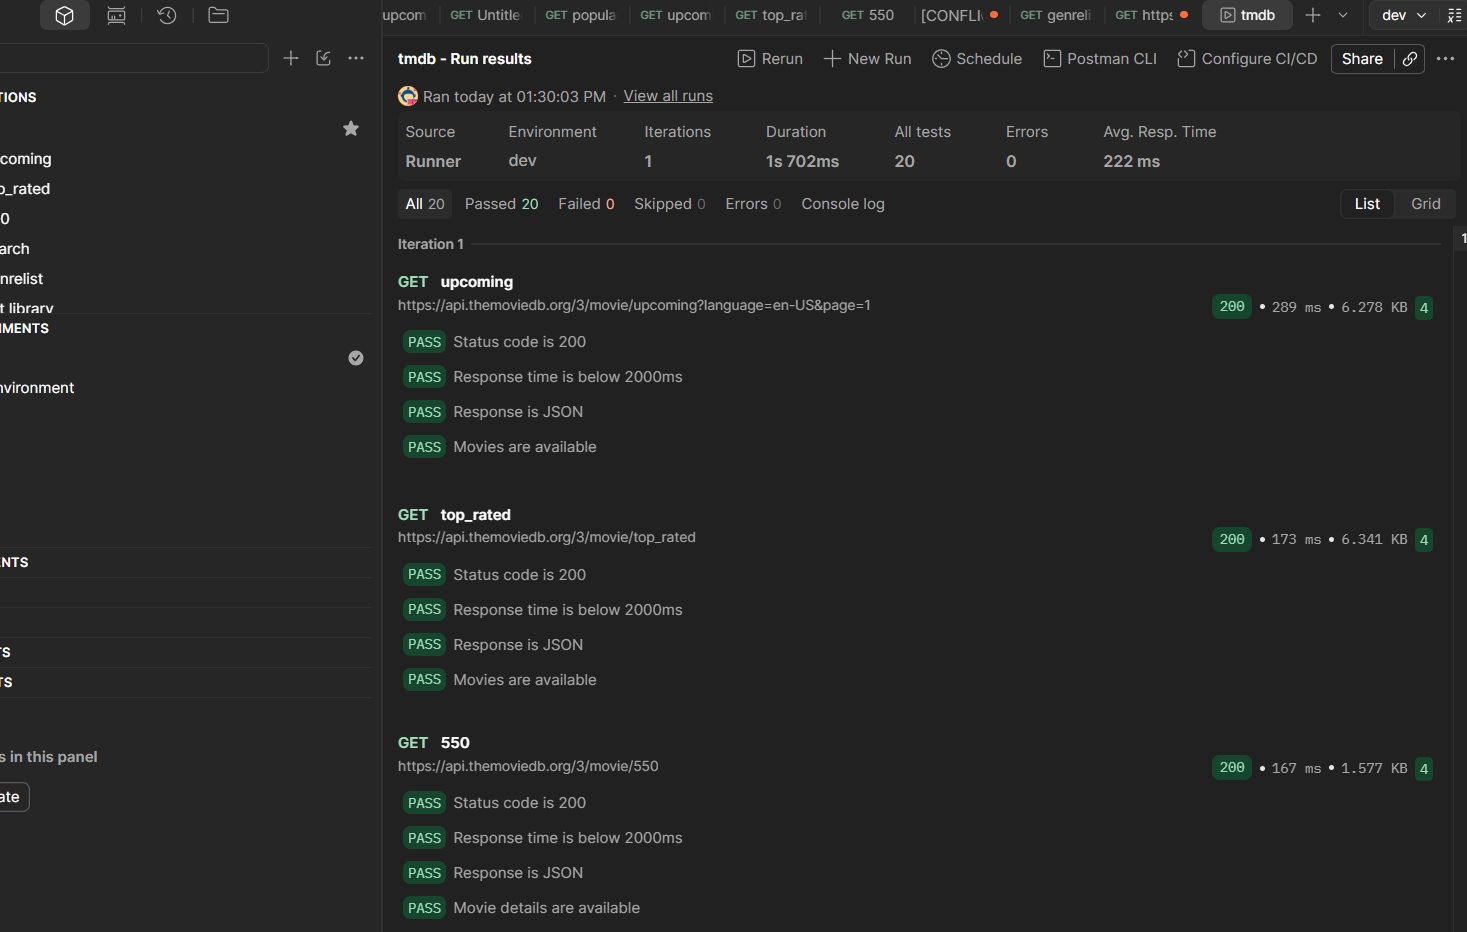 upcom
GET Untitle
GET popula
GET upcom
GET top_ra
GET 550
[CONFLI
GET genreli
GET https
tmdb
dev
tmdb - Run results
Rerun
New Run
Schedule
Postman CLI
Configure CI/CD
Share
Ran today at 01:30:03 PM · View all runs
Source Environment Iterations Duration All tests Errors Avg. Resp. Time
Runner dev 1 1s 702ms 20 0 222 ms
All 20 Passed 20 Failed 0 Skipped 0 Errors 0 Console log
List Grid
Iteration 1
1
GET upcoming
https://api.themoviedb.org/3/movie/upcoming?language=en-US&page=1
200 • 289 ms • 6.278 KB 4
PASS Status code is 200
PASS Response time is below 2000ms
PASS Response is JSON
PASS Movies are available
GET top_rated
https://api.themoviedb.org/3/movie/top_rated
200 • 173 ms • 6.341 KB 4
PASS Status code is 200
PASS Response time is below 2000ms
PASS Response is JSON
PASS Movies are available
GET 550
https://api.themoviedb.org/3/movie/550
200 • 167 ms • 1.577 KB 4
PASS Status code is 200
PASS Response time is below 2000ms
PASS Response is JSON
PASS Movie details are available
TIONS
coming
p_rated
0
arch
nrelist
t library
MENTS
nvironment
ENTS
TS
TS
s in this panel
ate